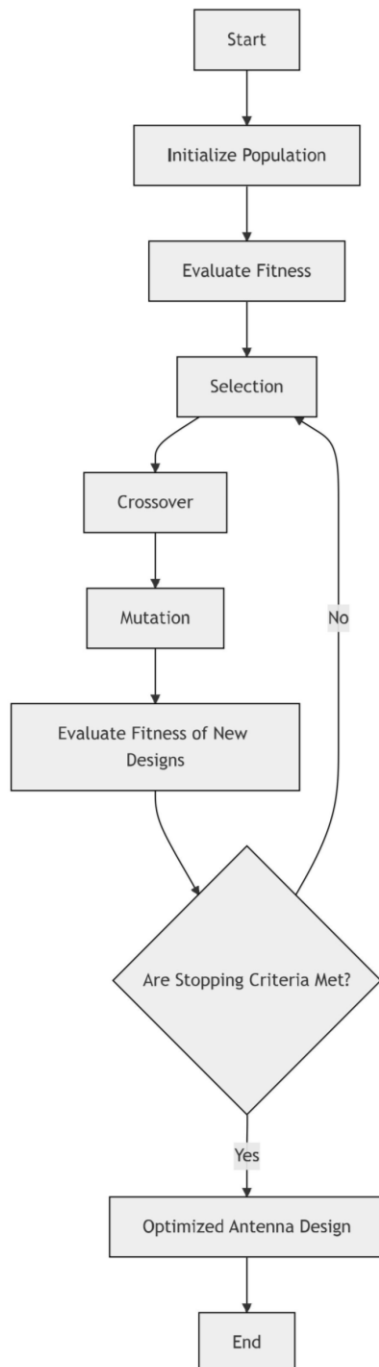 Start
Initialize Population
Evaluate Fitness
Selection
Crossover
Mutation
No
Evaluate Fitness of New
Designs
Are Stopping Criteria Met?
Yes
Optimized Antenna Design
End